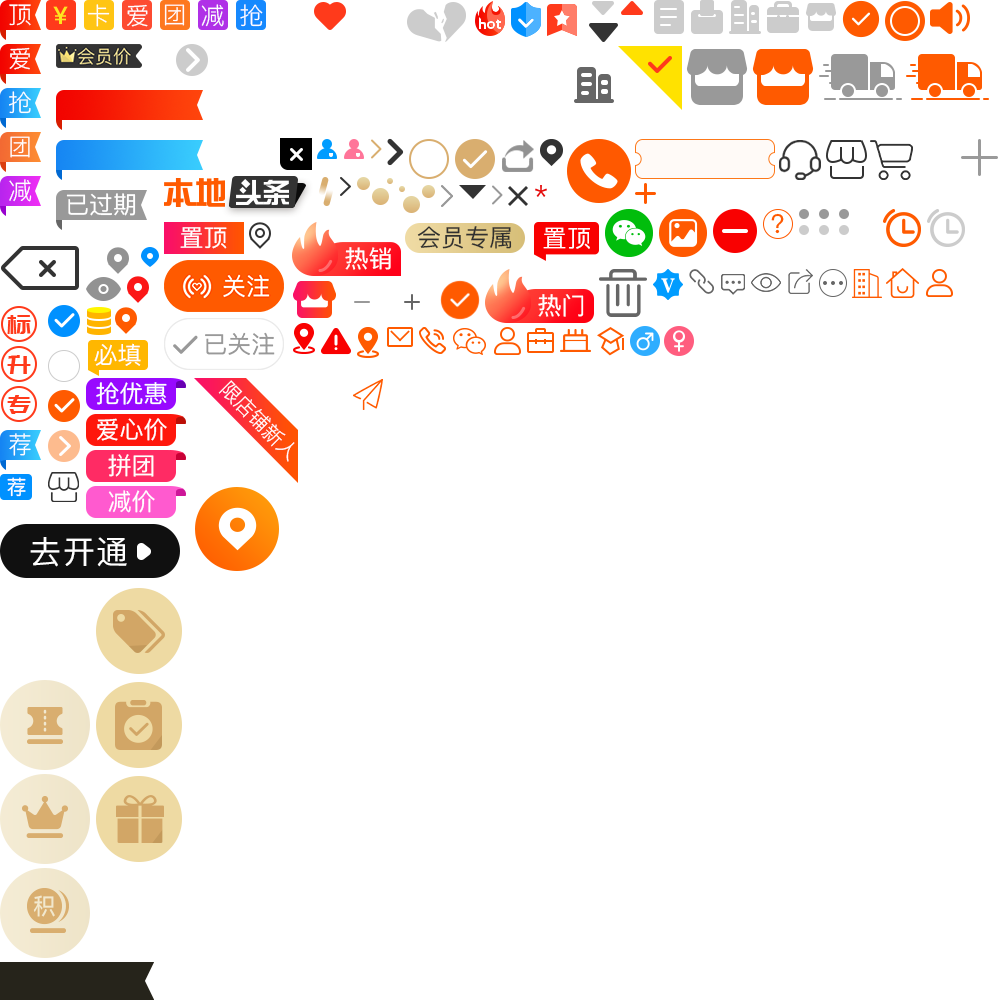 顶 ¥ 卡 爱 团 减 抢
hot
爱 会员价
抢
团
减 已过期
本地头条
置顶 热销 会员专属 置顶
关注 热门
V
标 已关注
升 必填
专 抢优惠
限店铺新人
爱心价
荐 拼团
荐 减价
去开通
积